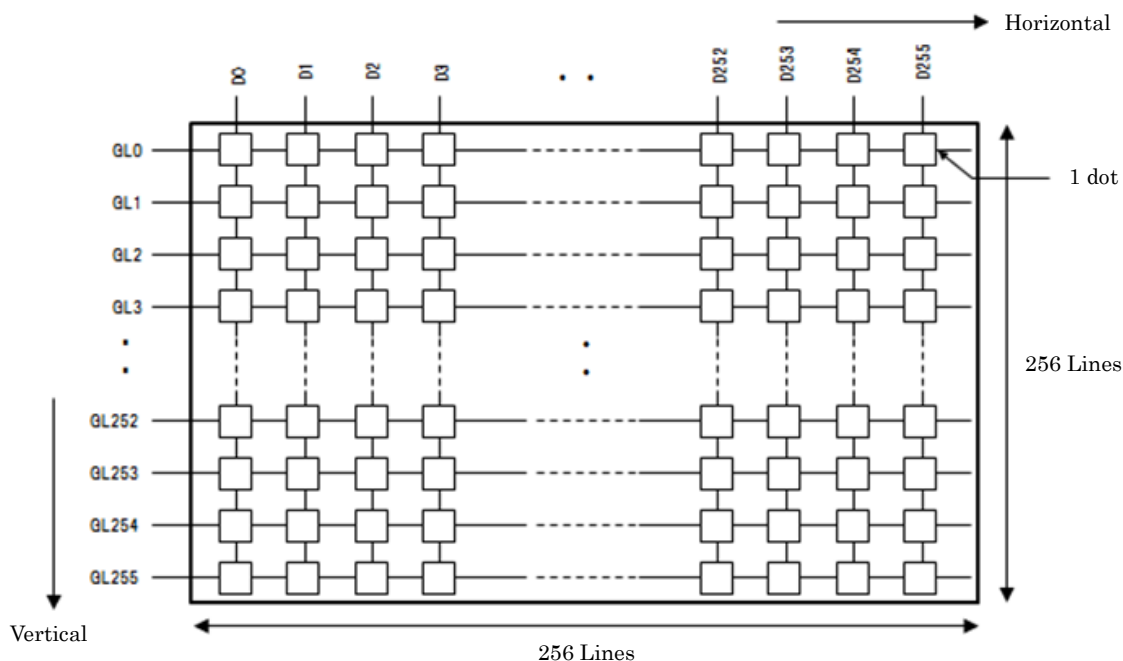 Horizontal
D0 D1 D2 D3 . . D252 D253 D254 D255
GL0
1 dot
GL1
GL2
GL3
256 Lines
GL252
GL253
GL254
GL255
Vertical
256 Lines